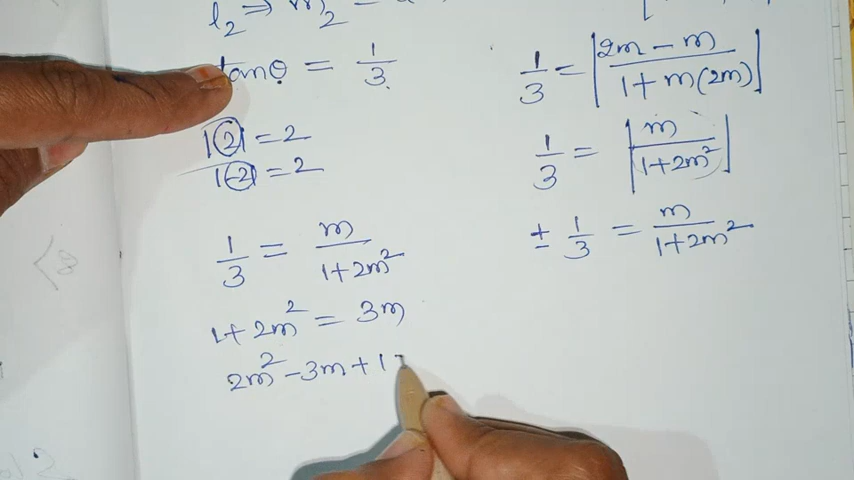 l₂ ⇒ m₂ =
tanθ = 1/3
|2| = 2
|-2| = 2
1/3 = m/(1+2m²)
1+2m² = 3m
2m² -3m+1
1/3 = |(2m-m)/(1+m(2m))|
1/3 = |m/(1+2m²)|
± 1/3 = m/(1+2m²)